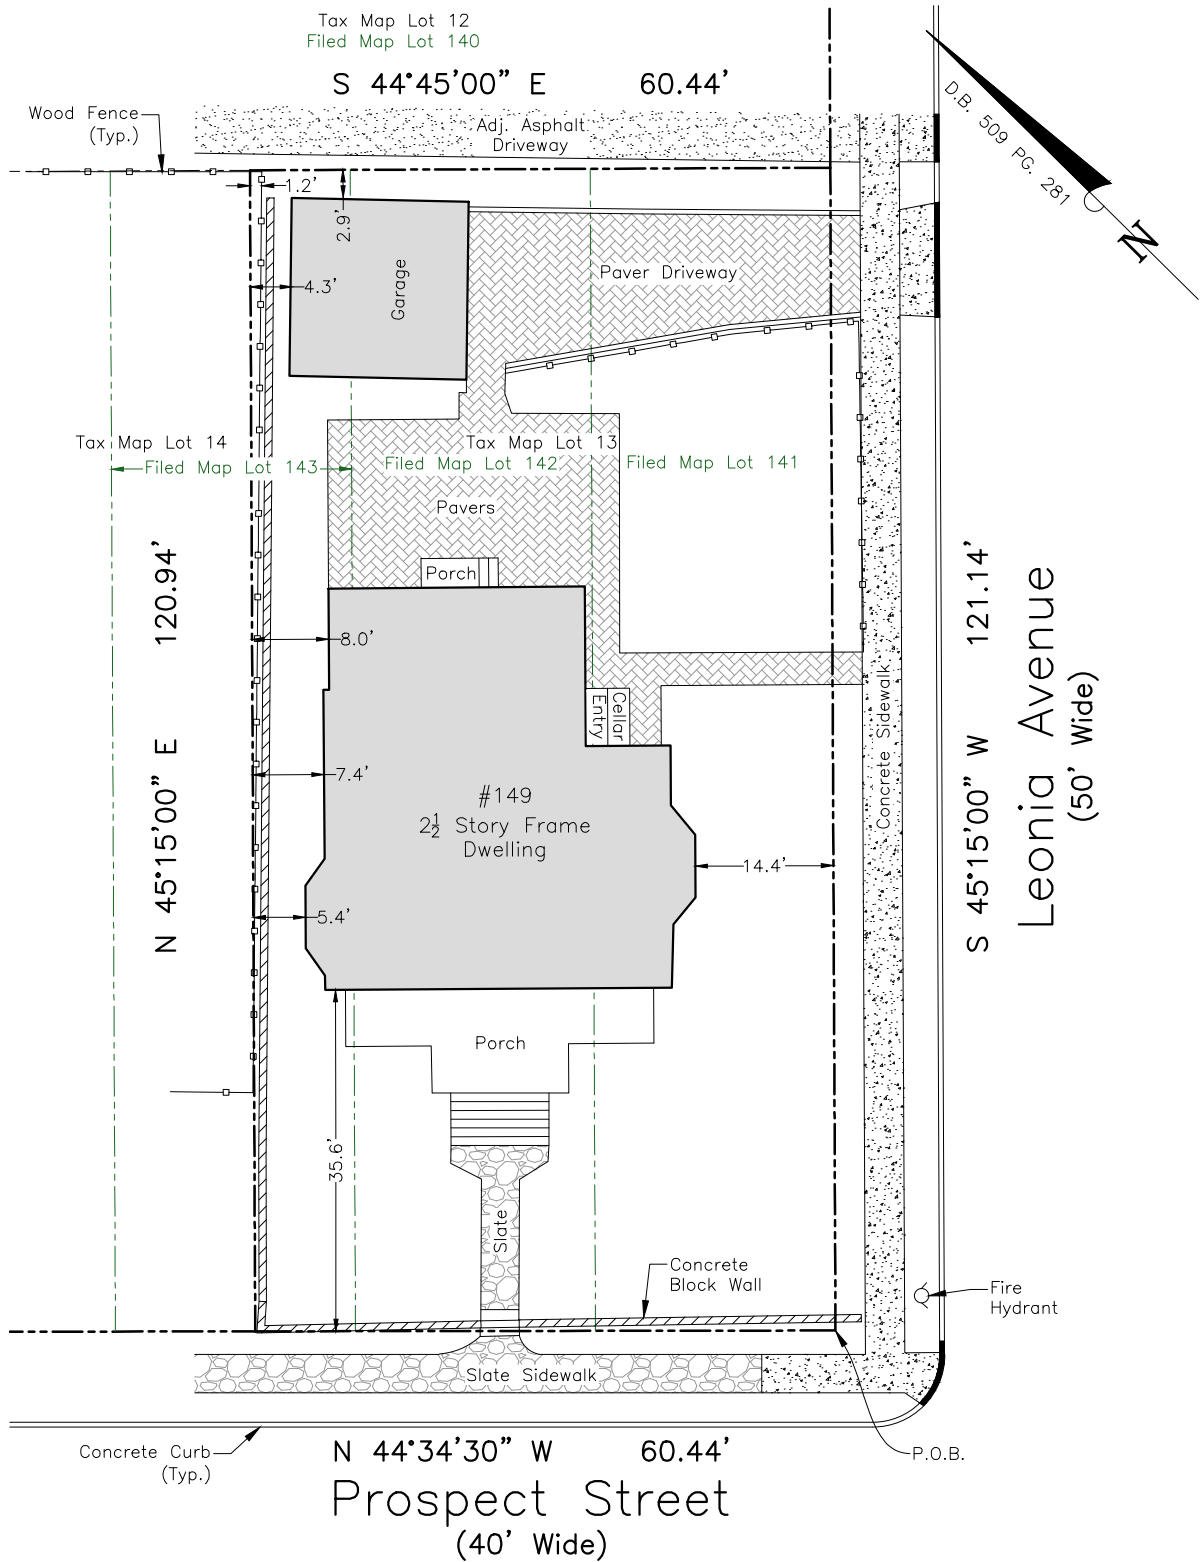 Tax Map Lot 12
Filed Map Lot 140
S 44°45'00" E 60.44'
Wood Fence
(Typ.)
Adj. Asphalt
Driveway
D.B. 509 PG. 281
N
1.2'
2.9'
4.3'
Garage
Paver Driveway
Tax Map Lot 14
Filed Map Lot 143
Tax Map Lot 13
Filed Map Lot 142
Filed Map Lot 141
Pavers
Porch
N 45°15'00" E 120.94'
S 45°15'00" W 121.14'
Leonia Avenue
(50' Wide)
Concrete Sidewalk
8.0'
Cellar
Entry
7.4'
#149
2½ Story Frame
Dwelling
14.4'
5.4'
Porch
35.6'
Slate
Concrete
Block Wall
Fire
Hydrant
Slate Sidewalk
Concrete Curb
(Typ.)
P.O.B.
N 44°34'30" W 60.44'
Prospect Street
(40' Wide)